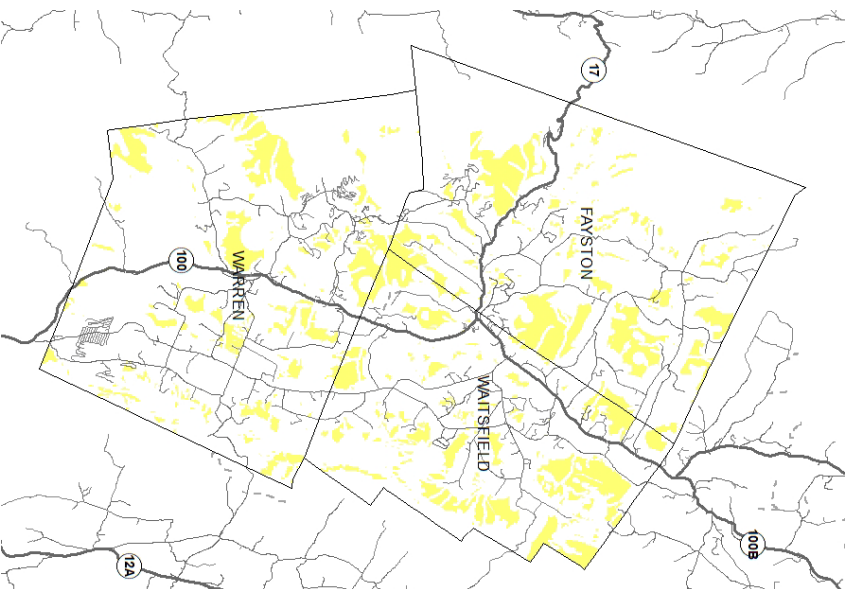 17
FAYSTON
100
WARREN
WAITSFIELD
100B
12A